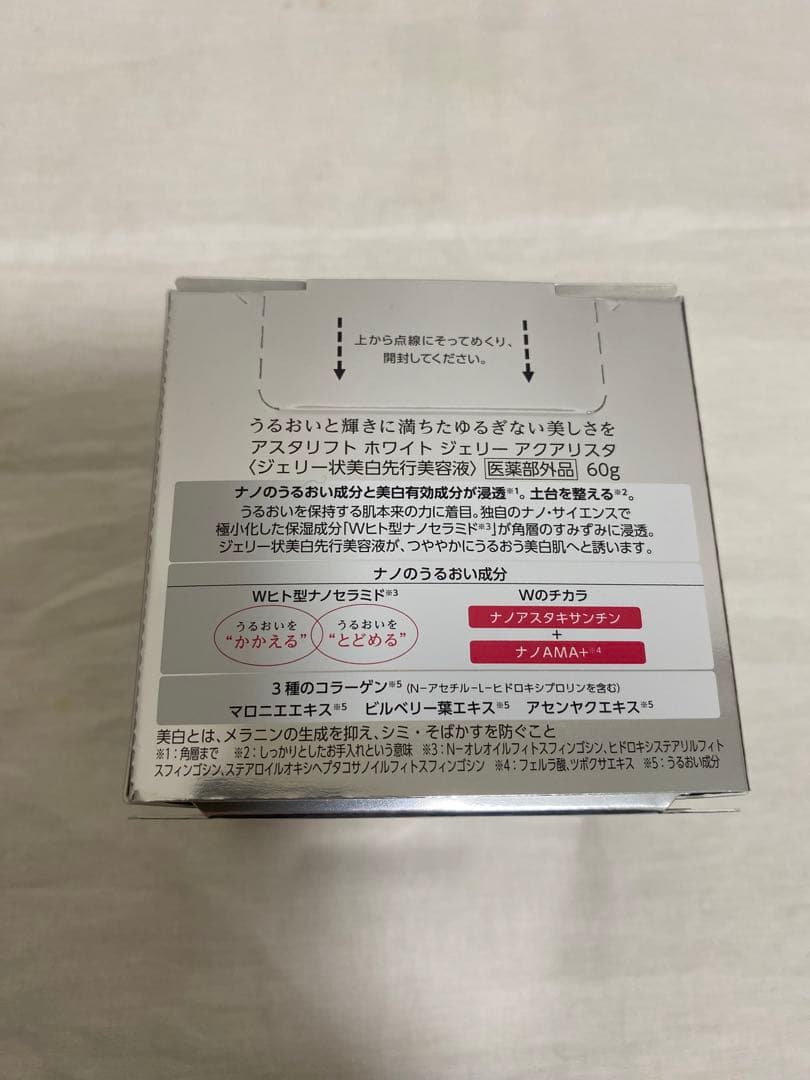 上から点線にそってめくり、
開封してください。
うるおいと輝きに満ちたゆるぎない美しさを
アスタリフト ホワイト ジェリー アクアリスタ
〈ジェリー状美白先行美容液〉 医薬部外品 60g
ナノのうるおい成分と美白有効成分が浸透※1。土台を整える※2。
うるおいを保持する肌本来の力に着目。独自のナノ・サイエンスで
極小化した保湿成分「Wヒト型ナノセラミド※3」が角層のすみずみに浸透。
ジェリー状美白先行美容液が、つややかにうるおう美白肌へと誘います。
ナノのうるおい成分
Wヒト型ナノセラミド※3
うるおいを
“かかえる”
うるおいを
“とどめる”
Wのチカラ
ナノアスタキサンチン
+
ナノAMA+※4
3種のコラーゲン※5 (N-アセチル-L-ヒドロキシプロリンを含む)
マロニエエキス※5 ビルベリー葉エキス※5 アセンヤクエキス※5
美白とは、メラニンの生成を抑え、シミ・そばかすを防ぐこと
※1：角層まで ※2：しっかりとしたお手入れという意味 ※3：N-オレオイルフィトスフィンゴシン、ヒドロキシステアリルフィト
スフィンゴシン、ステアロイルオキシヘプタコサノイルフィトスフィンゴシン ※4：フェルラ酸、ツボクサエキス ※5：うるおい成分